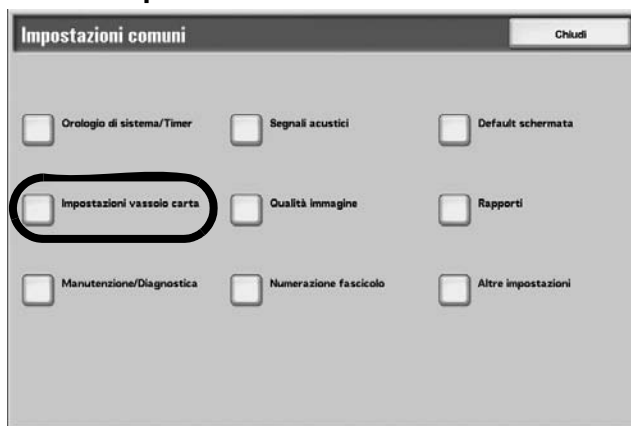 Impostazioni comuni
Chiudi
Orologio di sistema/Timer
Segnali acustici
Default schermata
Impostazioni vassoio carta
Qualità immagine
Rapporti
Manutenzione/Diagnostica
Numerazione fascicolo
Altre impostazioni